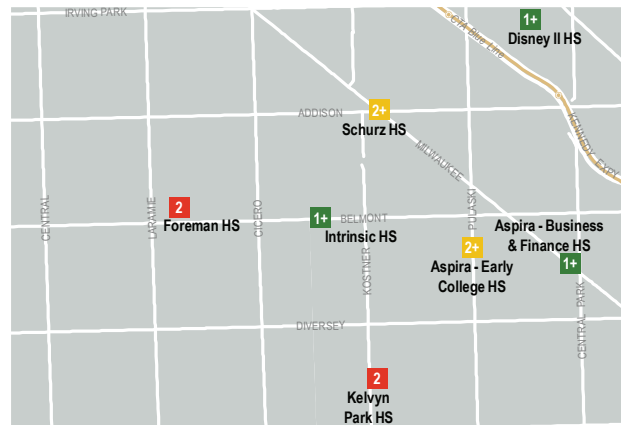 IRVING PARK
1+
Disney II HS
CTA Blue Line
KENNEDY EXPY
ADDISON
2+
Schurz HS
MILWAUKEE
CENTRAL
LARAMIE
CICERO
KOSTNER
PULASKI
CENTRAL PARK
2
Foreman HS
1+
BELMONT
Intrinsic HS
Aspira - Business
& Finance HS
1+
2+
Aspira - Early
College HS
DIVERSEY
2
Kelvyn
Park HS